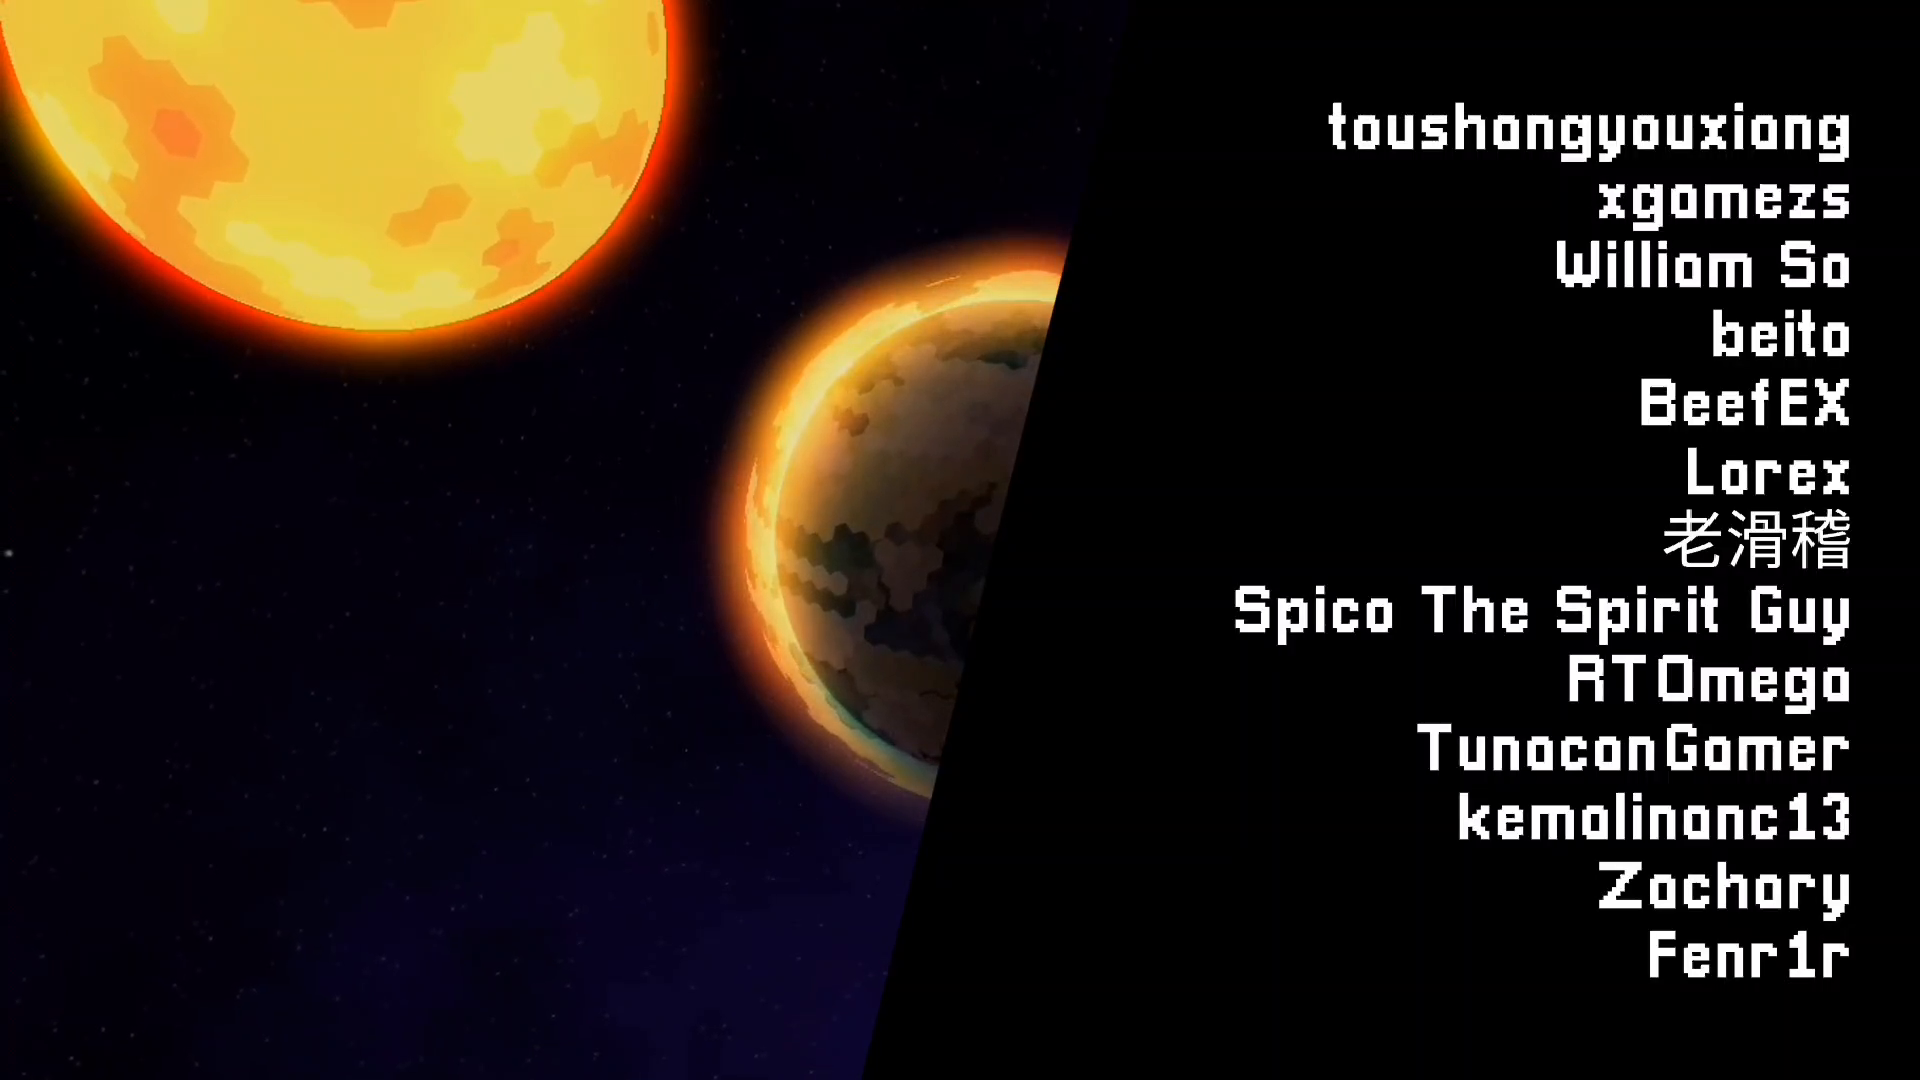 toushangyouxiang
xgamezs
William So
beito
BeefEX
Lorex
老滑稽
Spico The Spirit Guy
RTOmega
TunacanGamer
kemalinanc13
Zachary
Fenr1r